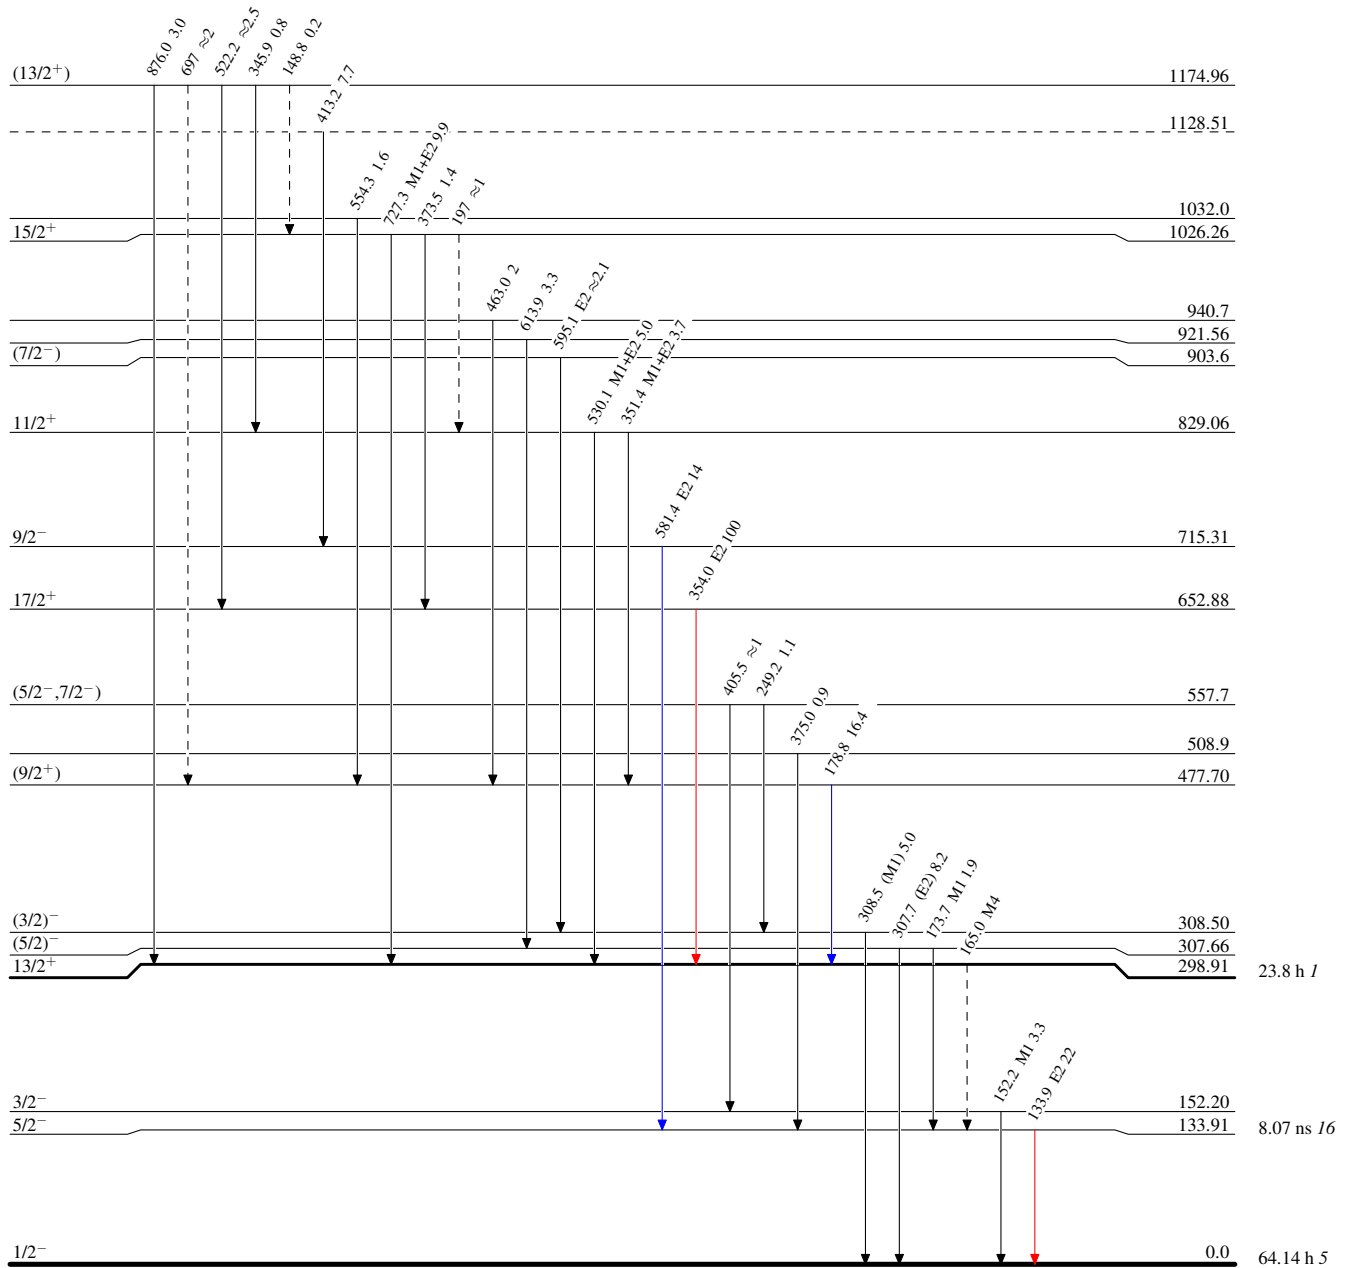 876.0 3.0
697 ≈2
522.2 ≈2.5
345.9 0.8
148.8 0.2
(13/2⁺) 1174.96
413.2 7.7
1128.51
554.3 1.6
727.3 M1+E2 9.9
373.5 1.4
197 ≈1
1032.0
15/2⁺ 1026.26
463.0 2
613.9 3.3
595.1 E2 ≈2.1
530.1 M1+E2 5.0
351.4 M1+E2 3.7
940.7
921.56
(7/2⁻) 903.6
11/2⁺ 829.06
581.4 E2 14
9/2⁻ 715.31
354.0 E2 100
17/2⁺ 652.88
405.5 ≈1
249.2 1.1
(5/2⁻,7/2⁻) 557.7
375.0 0.9
178.8 16.4
508.9
(9/2⁺) 477.70
308.5 (M1) 5.0
307.7 (E2) 8.2
173.7 M1 1.9
165.0 M4
(3/2)⁻ 308.50
(5/2)⁻ 307.66
13/2⁺ 298.91 23.8 h 1
152.2 M1 3.3
133.9 E2 22
3/2⁻ 152.20
5/2⁻ 133.91 8.07 ns 16
1/2⁻ 0.0 64.14 h 5